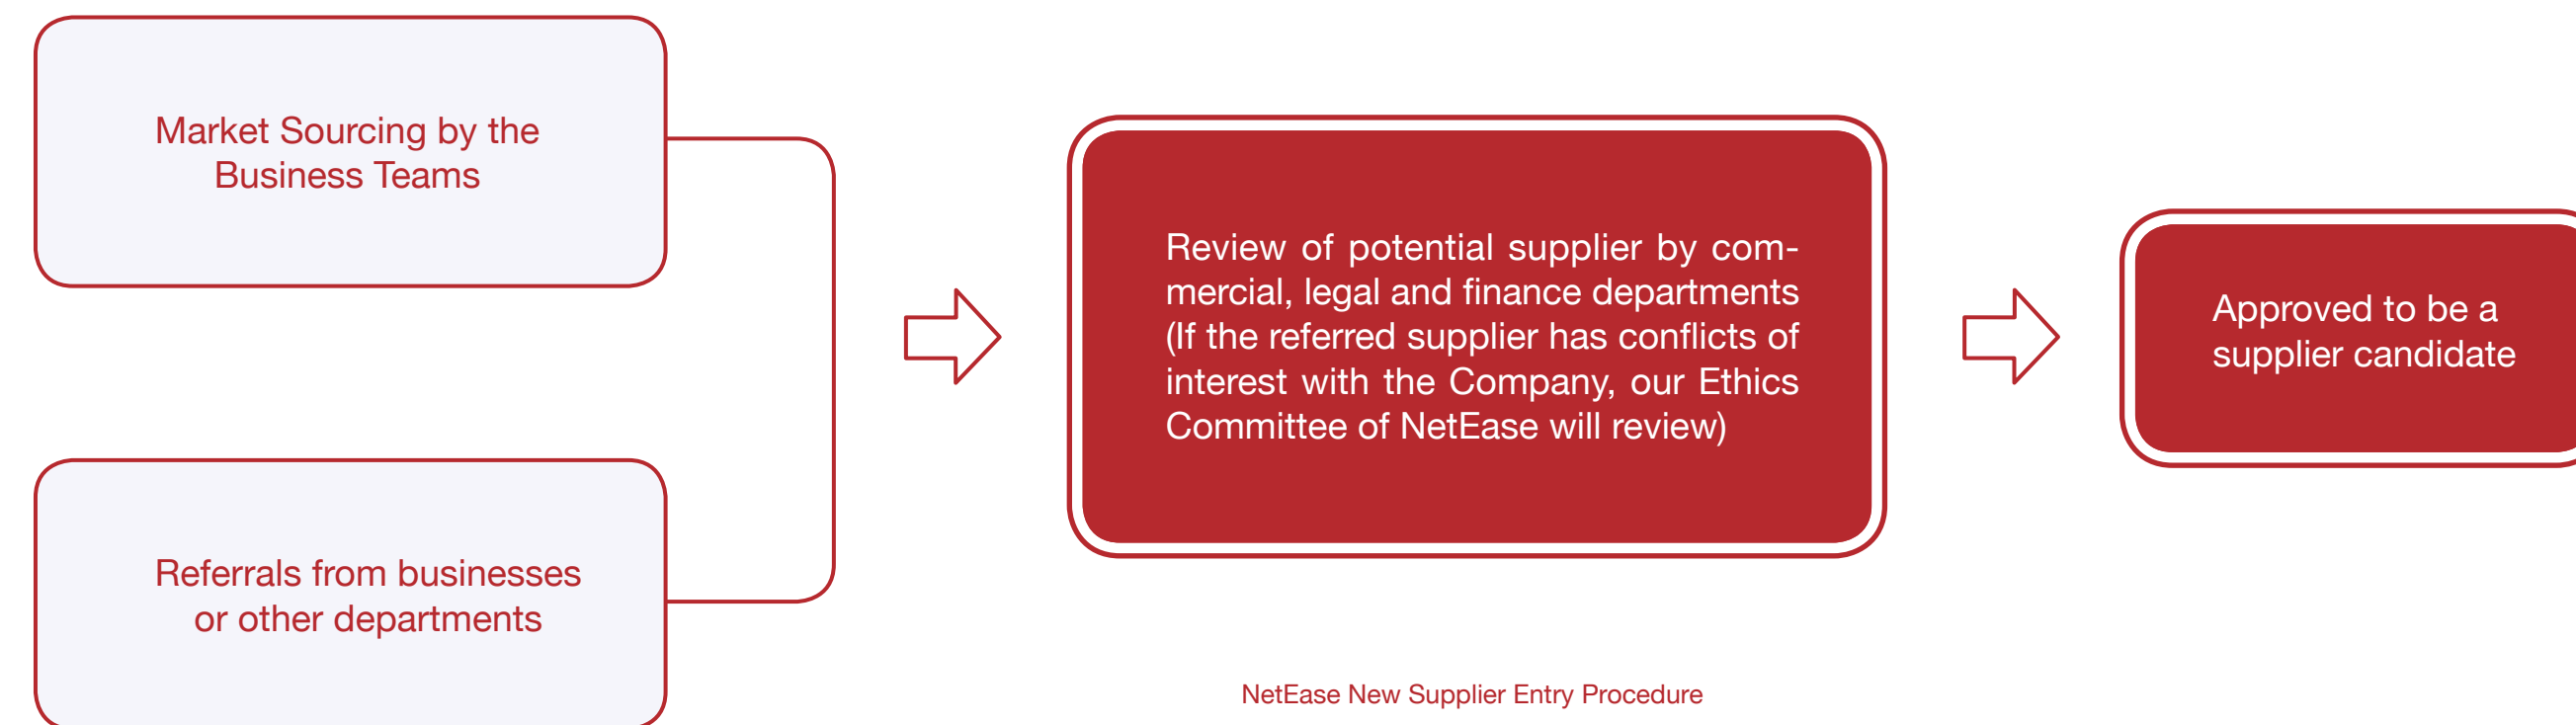 Market Sourcing by the
Business Teams
Referrals from businesses
or other departments
Review of potential supplier by com-
mercial, legal and finance departments
(If the referred supplier has conflicts of
interest with the Company, our Ethics
Committee of NetEase will review)
Approved to be a
supplier candidate
NetEase New Supplier Entry Procedure